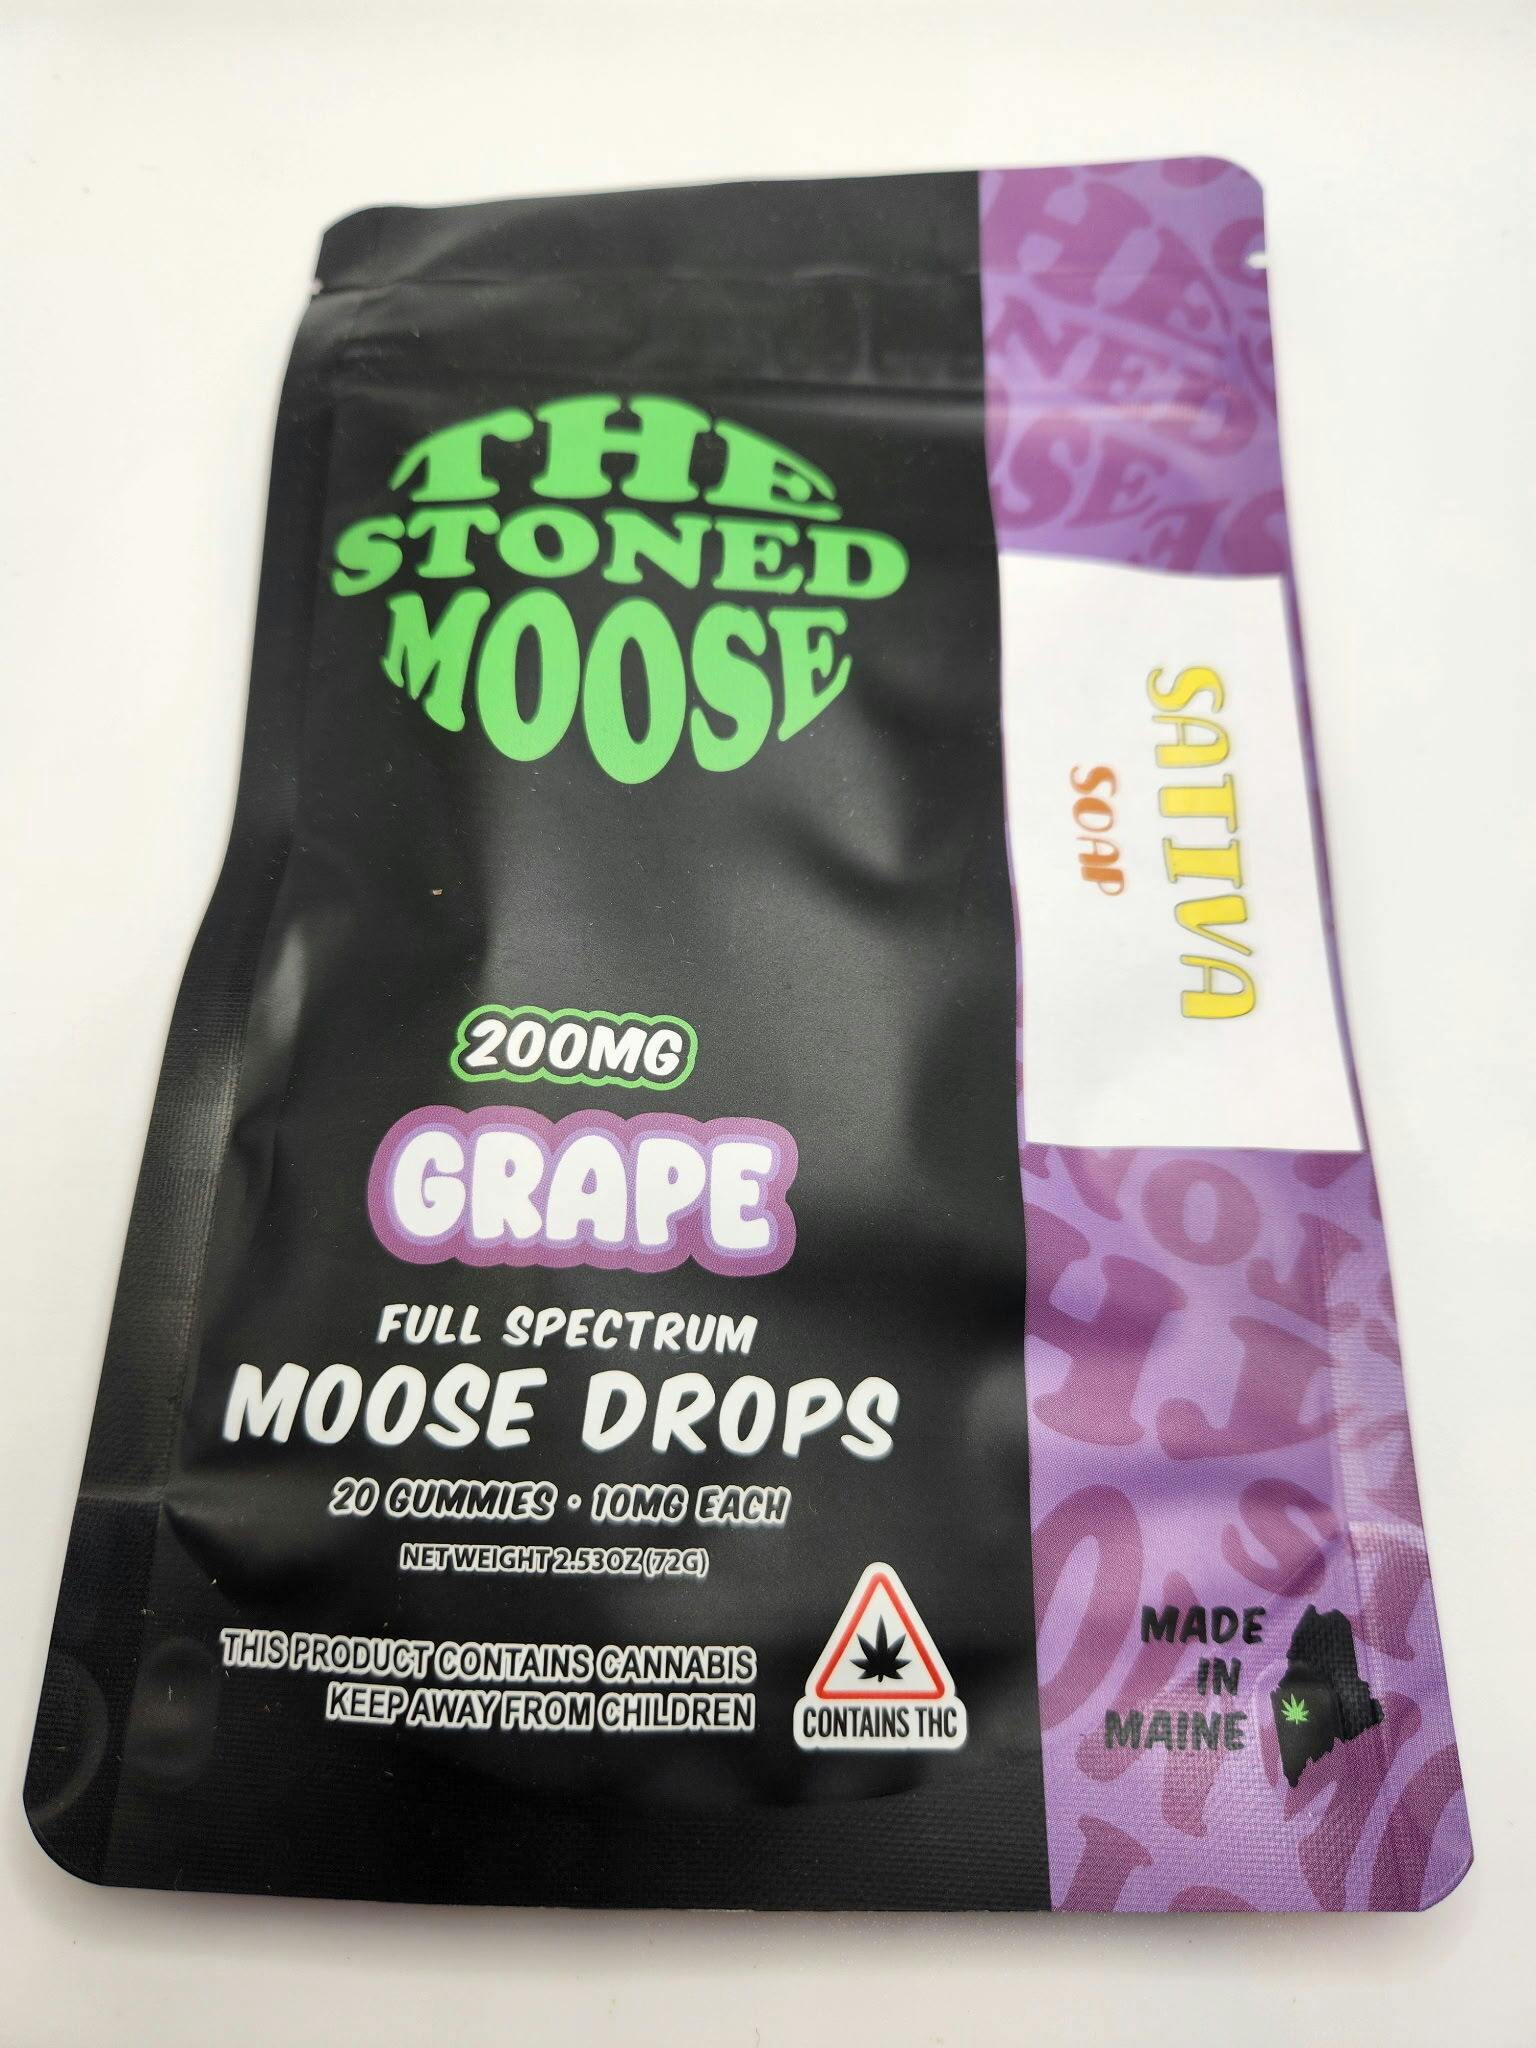 THE
STONED
MOOSE
200MG
GRAPE
FULL SPECTRUM
MOOSE DROPS
20 GUMMIES • 10MG EACH
NET WEIGHT 2.53OZ (72G)
THIS PRODUCT CONTAINS CANNABIS
KEEP AWAY FROM CHILDREN
CONTAINS THC
SATIVA
SOAP
MADE
IN
MAINE